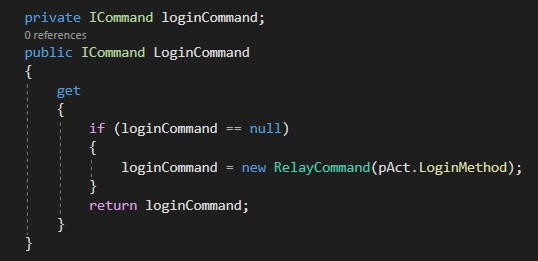 private ICommand loginCommand;
0 references
public ICommand LoginCommand
{
get
{
if (loginCommand == null)
{
loginCommand = new RelayCommand(pAct.LoginMethod);
}
return loginCommand;
}
}